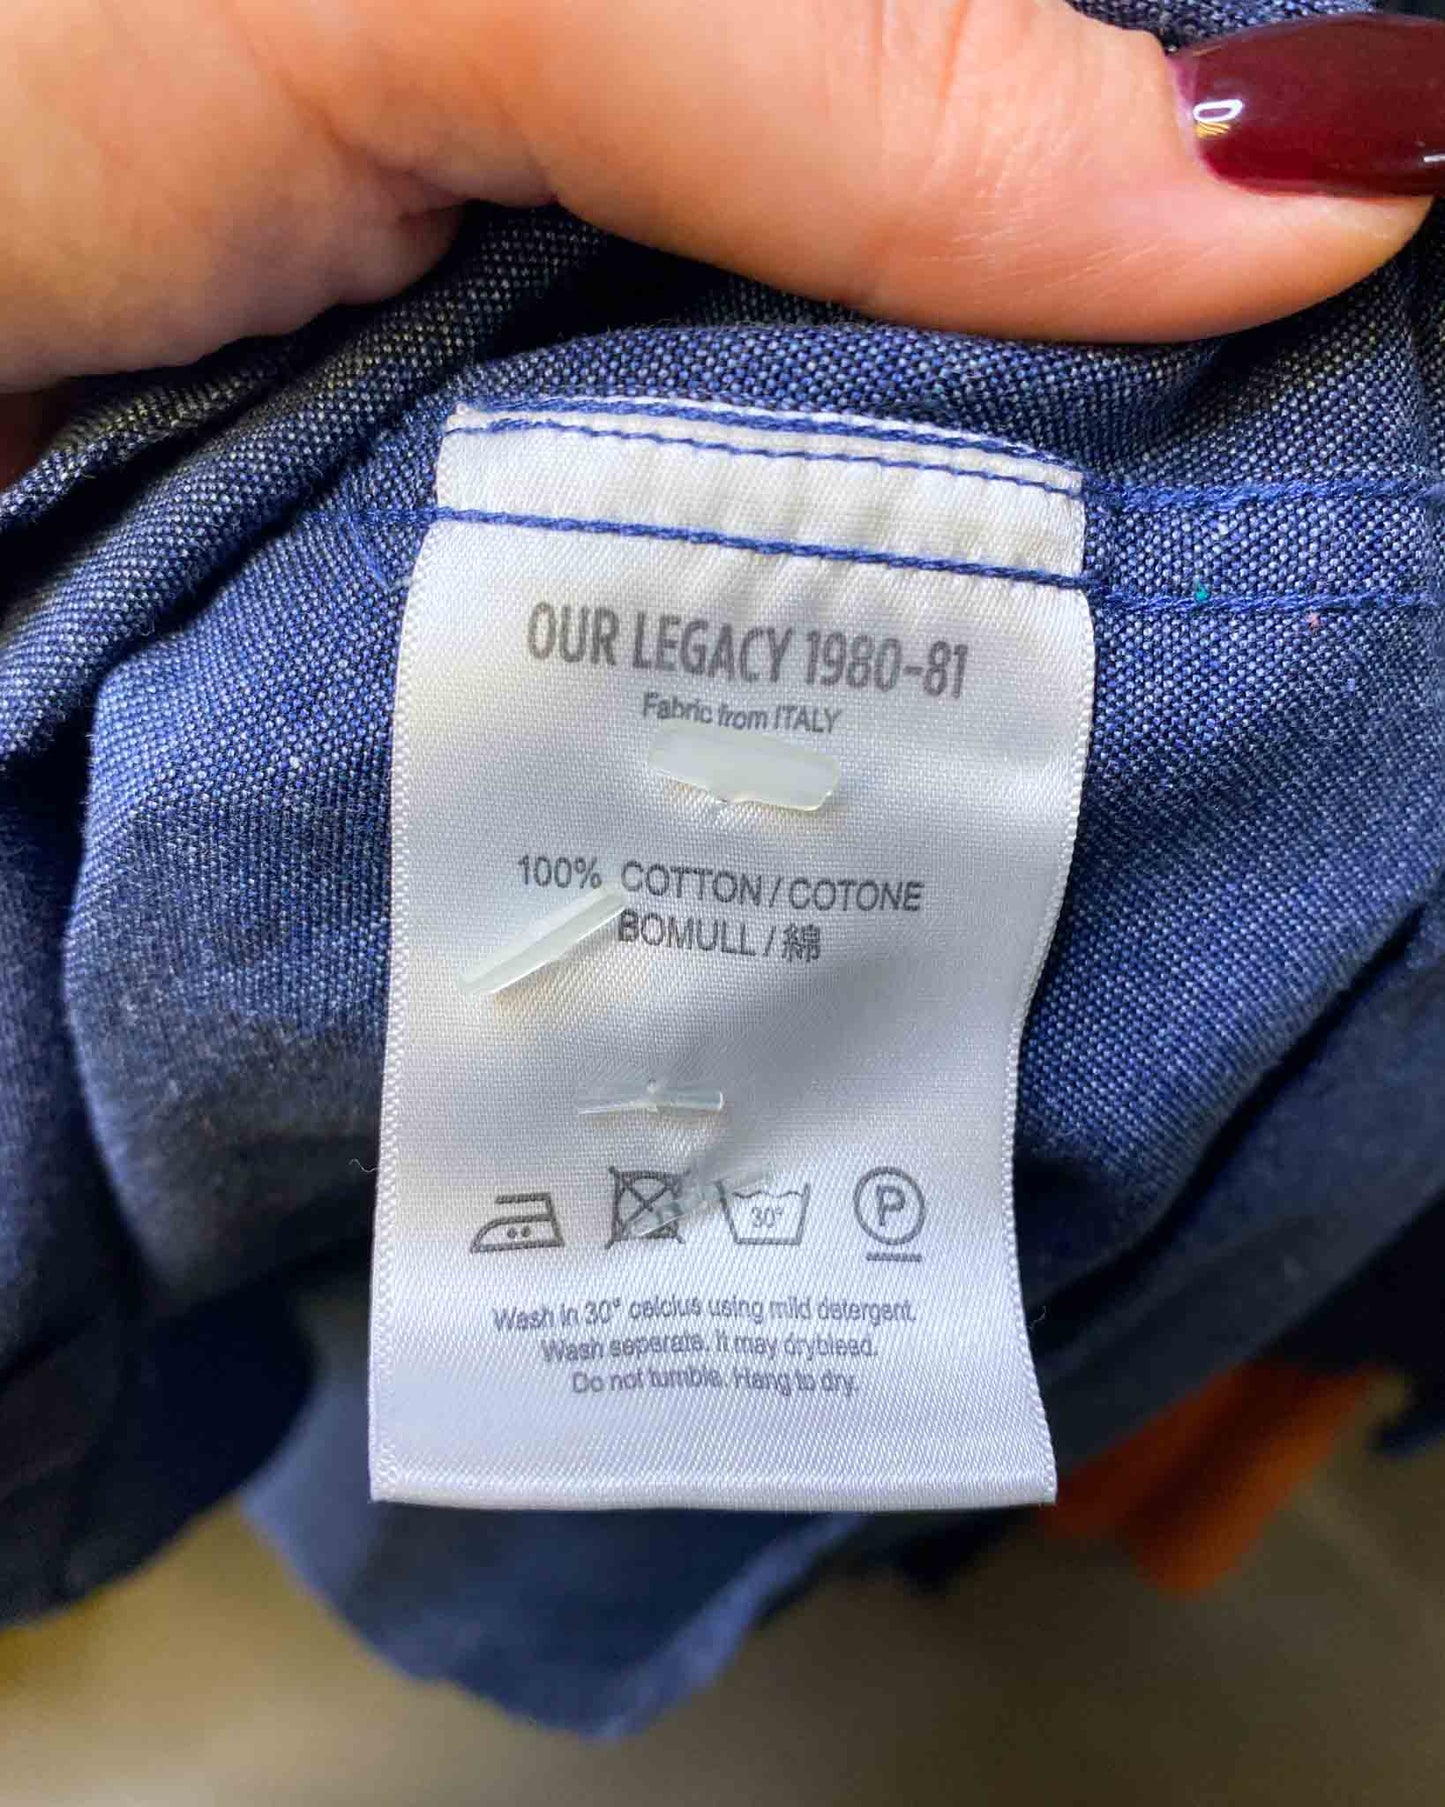 OUR LEGACY 1980-81
Fabric from ITALY
100% COTTON / COTONE
BOMULL / 綿
30°
P
Wash in 30° celcius using mild detergent.
Wash seperate. It may drybleed.
Do not tumble. Hang to dry.